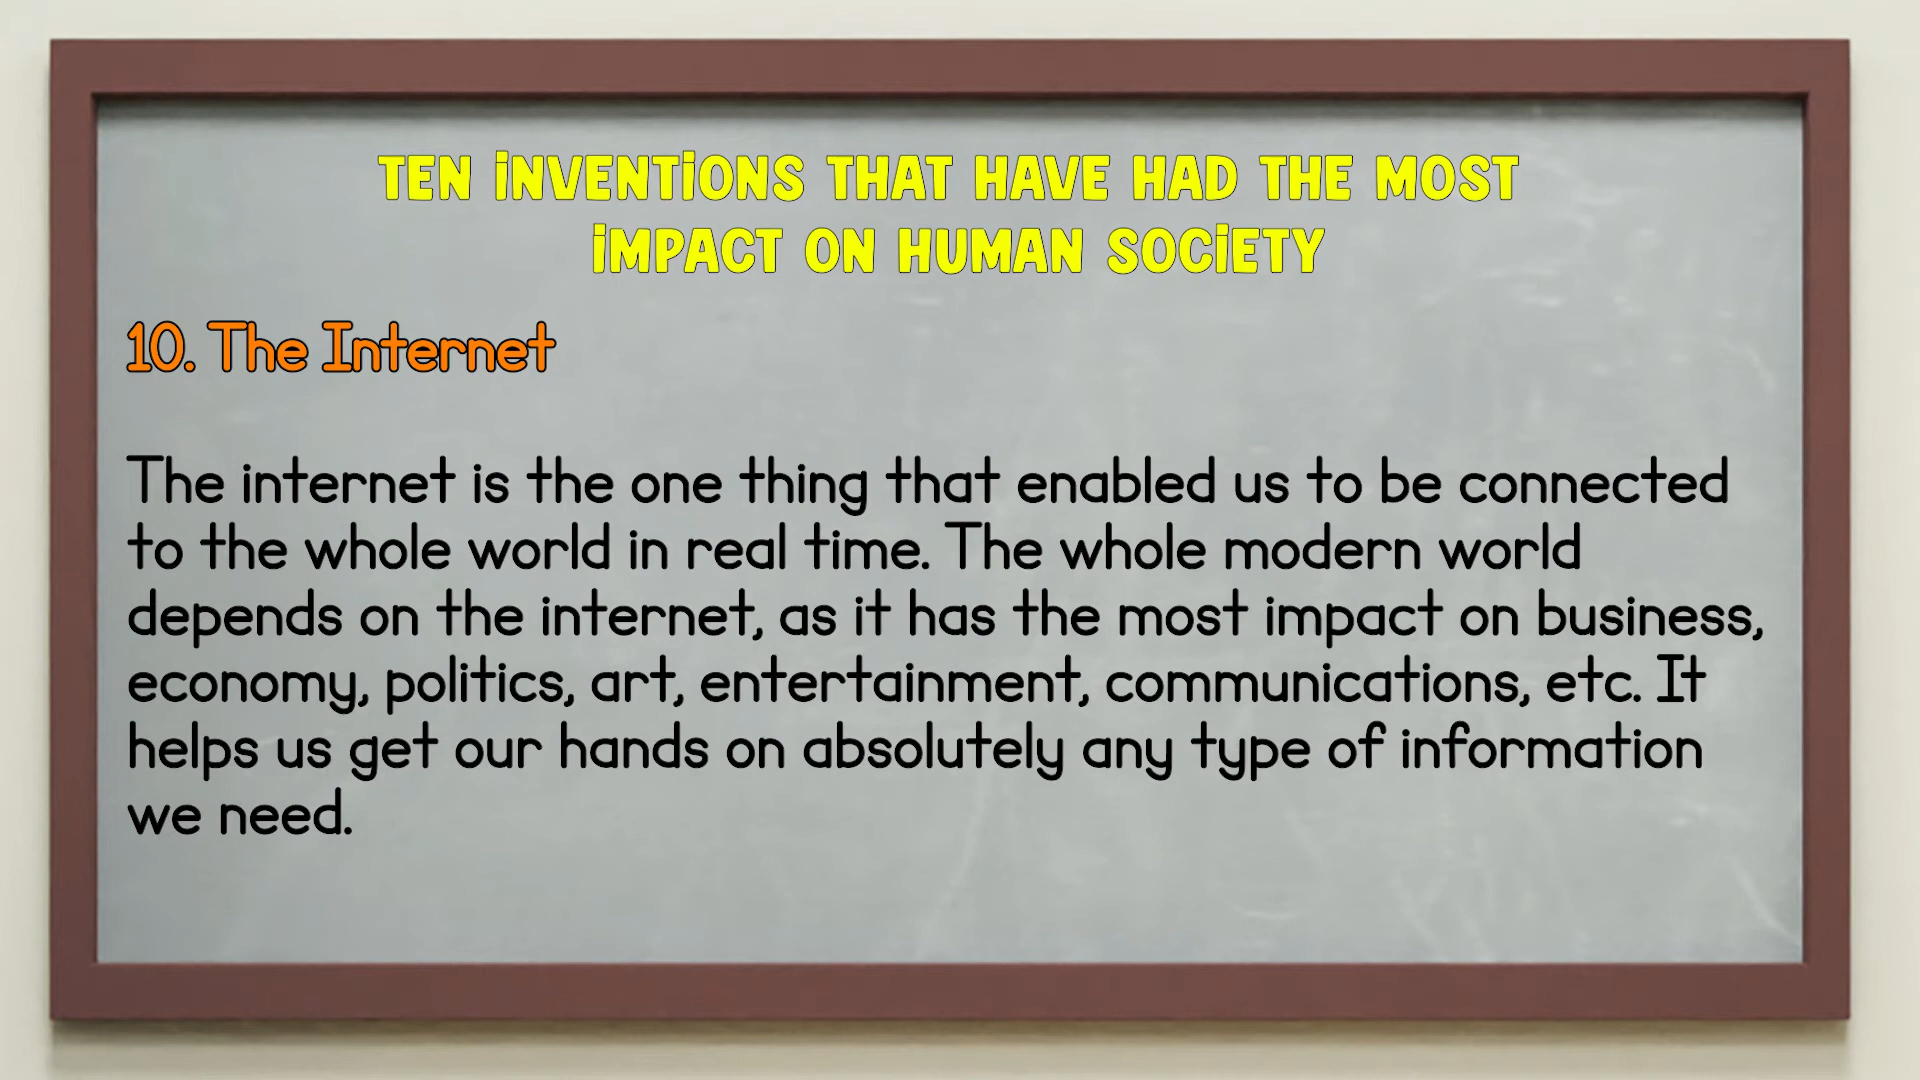 TEN INVENTIONS THAT HAVE HAD THE MOST
IMPACT ON HUMAN SOCIETY
10. The Internet
The internet is the one thing that enabled us to be connected
to the whole world in real time. The whole modern world
depends on the internet, as it has the most impact on business,
economy, politics, art, entertainment, communications, etc. It
helps us get our hands on absolutely any type of information
we need.